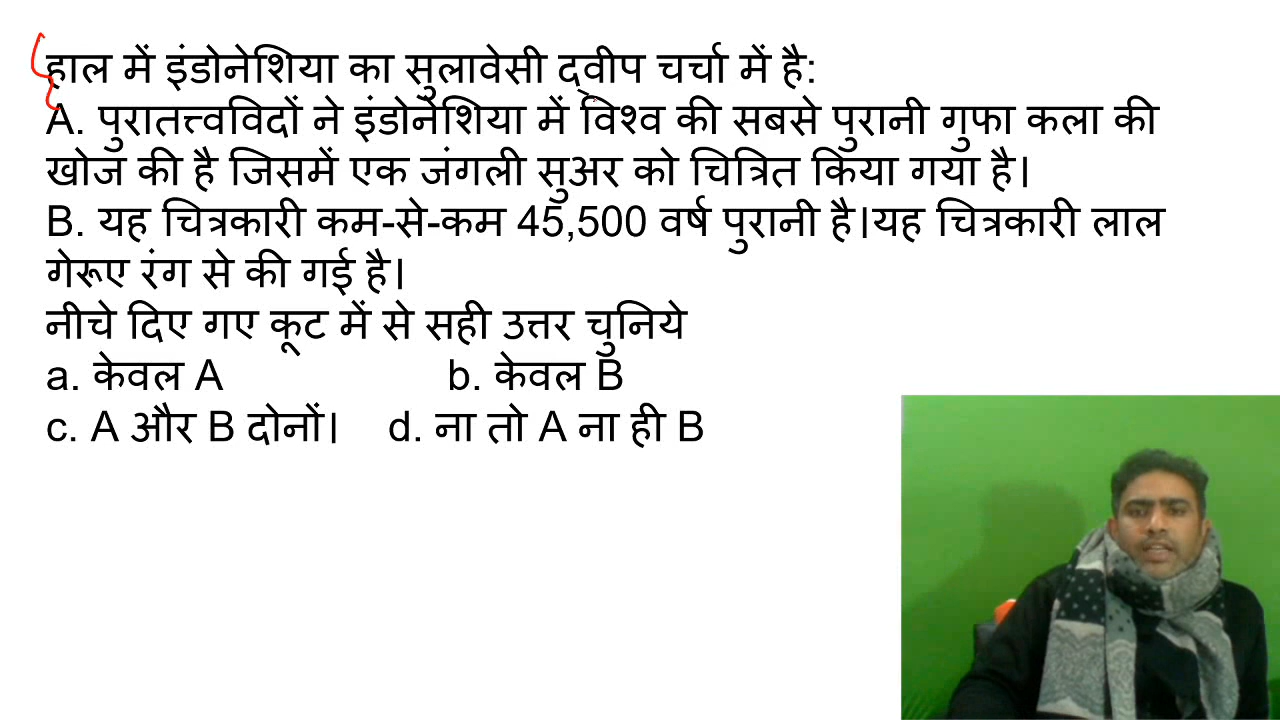 हाल में इंडोनेशिया का सुलावेसी द्वीप चर्चा में है:
A. पुरातत्त्वविदों ने इंडोनेशिया में विश्व की सबसे पुरानी गुफा कला की
खोज की है जिसमें एक जंगली सुअर को चित्रित किया गया है।
B. यह चित्रकारी कम-से-कम 45,500 वर्ष पुरानी है।यह चित्रकारी लाल
गेरूए रंग से की गई है।
नीचे दिए गए कूट में से सही उत्तर चुनिये
a. केवल A b. केवल B
c. A और B दोनों। d. ना तो A ना ही B